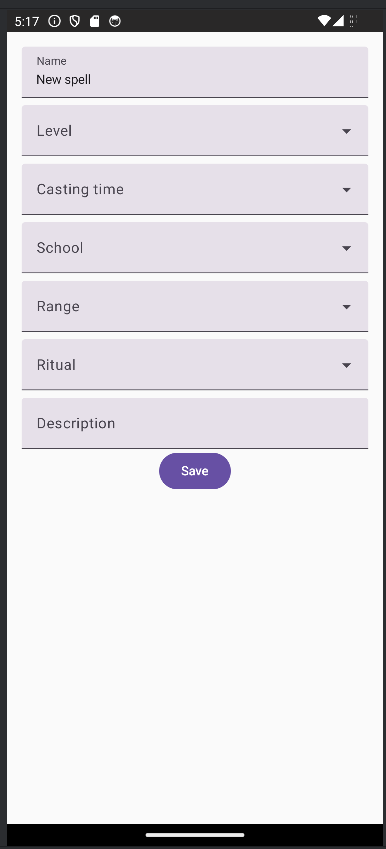 5:17
Name
New spell
Level
Casting time
School
Range
Ritual
Description
Save